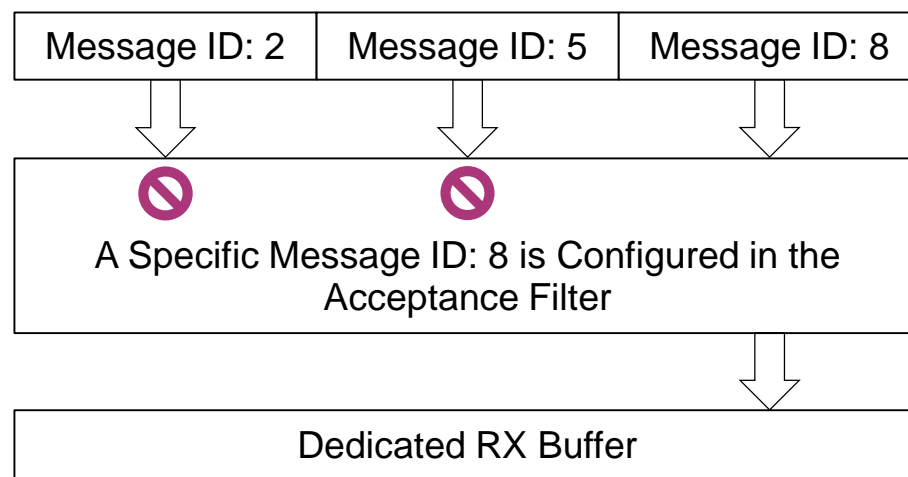 Message ID: 2
Message ID: 5
Message ID: 8
A Specific Message ID: 8 is Configured in the
Acceptance Filter
Dedicated RX Buffer